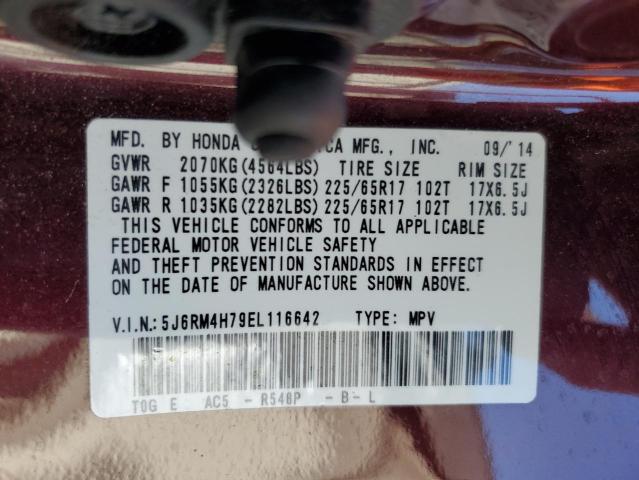 MFD. BY HONDA CA MFG., INC. 09/'14
GVWR 2070KG(4564LBS) TIRE SIZE RIM SIZE
GAWR F 1055KG(2326LBS) 225/65R17 102T 17X6.5J
GAWR R 1035KG(2282LBS) 225/65R17 102T 17X6.5J
THIS VEHICLE CONFORMS TO ALL APPLICABLE
FEDERAL MOTOR VEHICLE SAFETY
AND THEFT PREVENTION STANDARDS IN EFFECT
ON THE DATE OF MANUFACTURE SHOWN ABOVE.
V.I.N.:5J6RM4H79EL116642 TYPE: MPV
T0G E AC5 - R548P - B - L